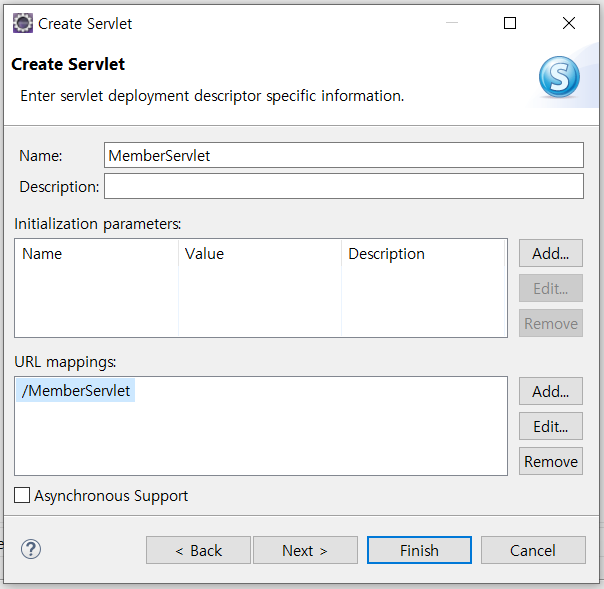 Create Servlet
Create Servlet
Enter servlet deployment descriptor specific information.
Name: MemberServlet
Description:
Initialization parameters:
Name Value Description Add...
Edit...
Remove
URL mappings:
/MemberServlet Add...
Edit...
Remove
Asynchronous Support
? < Back Next > Finish Cancel